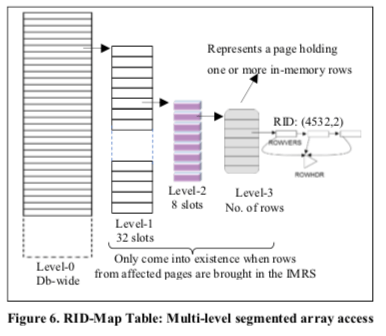 Represents a page holding
one or more in-memory rows
RID: (4532,2)
ROWVERS
ROWHDR
Level-2
8 slots
Level-3
No. of rows
Level-1
32 slots
Only come into existence when rows
from affected pages are brought in the IMRS
Level-0
Db-wide
Figure 6. RID-Map Table: Multi-level segmented array access